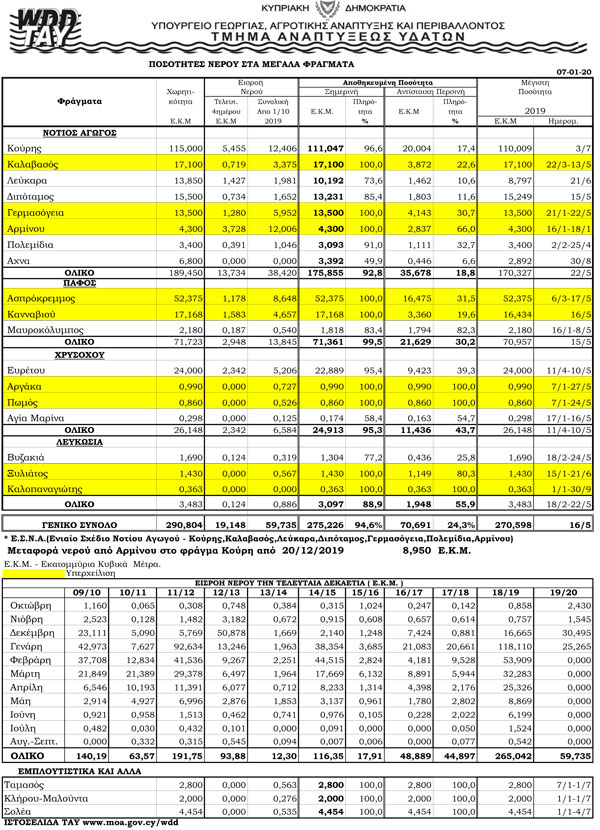 WDD
TAY
ΚΥΠΡΙΑΚΗ ΔΗΜΟΚΡΑΤΙΑ
ΥΠΟΥΡΓΕΙΟ ΓΕΩΡΓΙΑΣ, ΑΓΡΟΤΙΚΗΣ ΑΝΑΠΤΥΞΗΣ ΚΑΙ ΠΕΡΙΒΑΛΛΟΝΤΟΣ
ΤΜΗΜΑ ΑΝΑΠΤΥΞΕΩΣ ΥΔΑΤΩΝ
ΠΟΣΟΤΗΤΕΣ ΝΕΡΟΥ ΣΤΑ ΜΕΓΑΛΑ ΦΡΑΓΜΑΤΑ
07-01-20
Εισροή Αποθηκευμένη Ποσότητα Μέγιστη
Χωρητι- Νερού Σημερινή Αντίστοιχη Περσινή Ποσότητα
Φράγματα κότητα Τελευτ. Συνολική Ε.Κ.Μ. Πληρό- Ε.Κ.Μ Πληρό- 2019
4ημέρου Από 1/10 τητα τητα
Ε.Κ.Μ Ε.Κ.Μ 2019 % % Ε.Κ.Μ Ημερομ.
ΝΟΤΙΟΣ ΑΓΩΓΟΣ
Κούρης 115,000 5,455 12,406 111,047 96,6 20,004 17,4 110,009 3/7
Καλαβασός 17,100 0,719 3,375 17,100 100,0 3,872 22,6 17,100 22/3-13/5
Λεύκαρα 13,850 1,427 1,981 10,192 73,6 1,462 10,6 8,797 21/6
Διπόταμος 15,500 0,734 1,652 13,231 85,4 1,803 11,6 15,249 15/5
Γερμασόγεια 13,500 1,280 5,952 13,500 100,0 4,143 30,7 13,500 21/1-22/5
Αρμίνου 4,300 3,728 12,006 4,300 100,0 2,837 66,0 4,300 16/1-18/1
Πολεμίδια 3,400 0,391 1,046 3,093 91,0 1,111 32,7 3,400 2/2-25/4
Αχνα 6,800 0,000 0,000 3,392 49,9 0,446 6,6 2,892 30/8
ΟΛΙΚΟ 189,450 13,734 38,420 175,855 92,8 35,678 18,8 170,327 22/5
ΠΑΦΟΣ
Ασπρόκρεμμος 52,375 1,178 8,648 52,375 100,0 16,475 31,5 52,375 6/3-17/5
Κανναβιού 17,168 1,583 4,657 17,168 100,0 3,360 19,6 16,434 16/5
Μαυροκόλυμπος 2,180 0,187 0,540 1,818 83,4 1,794 82,3 2,180 16/1-8/5
ΟΛΙΚΟ 71,723 2,948 13,845 71,361 99,5 21,629 30,2 70,957 15/5
ΧΡΥΣΟΧΟΥ
Ευρέτου 24,000 2,342 5,206 22,889 95,4 9,423 39,3 24,000 11/4-10/5
Αργάκα 0,990 0,000 0,727 0,990 100,0 0,990 100,0 0,990 7/1-27/5
Πωμός 0,860 0,000 0,526 0,860 100,0 0,860 100,0 0,860 7/1-24/5
Αγία Μαρίνα 0,298 0,000 0,125 0,174 58,4 0,163 54,7 0,298 17/1-16/5
ΟΛΙΚΟ 26,148 2,342 6,584 24,913 95,3 11,436 43,7 26,148 11/4-10/5
ΛΕΥΚΩΣΙΑ
Βυζακιά 1,690 0,124 0,319 1,304 77,2 0,436 25,8 1,690 18/2-24/5
Ξυλιάτος 1,430 0,000 0,567 1,430 100,0 1,149 80,3 1,430 15/1-21/6
Καλοπαναγιώτης 0,363 0,000 0,000 0,363 100,0 0,363 100,0 0,363 1/1-30/9
ΟΛΙΚΟ 3,483 0,124 0,886 3,097 88,9 1,948 55,9 3,483 18/2-22/5
ΓΕΝΙΚΟ ΣΥΝΟΛΟ 290,804 19,148 59,735 275,226 94,6% 70,691 24,3% 270,598 16/5
* Ε.Σ.Ν.Α.(Ενιαίο Σχέδιο Νοτίου Αγωγού - Κούρης,Καλαβασός,Λεύκαρα,Διπόταμος,Γερμασόγεια,Πολεμίδια,Αρμίνου)
Μεταφορά νερού από Αρμίνου στο φράγμα Κούρη από 20/12/2019 8,950 Ε.Κ.Μ.
Ε.Κ.Μ. - Εκατομμύρια Κυβικά Μέτρα.
Υπερχείλιση
ΕΙΣΡΟΗ ΝΕΡΟΥ ΤΗΝ ΤΕΛΕΥΤΑΙΑ ΔΕΚΑΕΤΙΑ ( Ε.Κ.Μ. )
09/10 10/11 11/12 12/13 13/14 14/15 15/16 16/17 17/18 18/19 19/20
Οκτώβρη 1,160 0,065 0,308 0,748 0,384 0,315 1,024 0,247 0,142 0,858 2,430
Νιόβρη 2,523 0,128 1,482 3,182 0,672 0,915 0,608 0,657 0,614 0,757 1,545
Δεκέμβρη 23,111 5,090 5,769 50,878 1,669 2,140 1,248 7,424 0,881 16,665 30,495
Γενάρη 42,973 7,627 92,634 13,246 1,963 38,354 3,685 21,083 20,661 118,110 25,265
Φεβράρη 37,708 12,834 41,536 9,267 2,251 44,515 2,824 4,181 9,528 53,909 0,000
Μάρτη 21,849 21,389 29,378 6,497 1,964 17,669 6,132 8,891 5,944 32,283 0,000
Απρίλη 6,546 10,193 11,391 6,077 0,712 8,233 1,314 4,398 2,176 25,326 0,000
Μάη 2,914 4,927 6,996 2,876 1,853 3,137 0,961 1,780 2,802 8,869 0,000
Ιούνη 0,921 0,958 1,513 0,462 0,741 0,976 0,105 0,228 2,022 6,199 0,000
Ιούλη 0,482 0,030 0,432 0,101 0,000 0,091 0,000 0,000 0,050 1,524 0,000
Αυγ.-Σεπτ. 0,000 0,332 0,315 0,545 0,094 0,007 0,006 0,000 0,077 0,542 0,000
ΟΛΙΚΟ 140,19 63,57 191,75 93,88 12,30 116,35 17,91 48,889 44,897 265,042 59,735
ΕΜΠΛΟΥΤΙΣΤΙΚΑ ΚΑΙ ΑΛΛΑ
Ταμασός 2,800 0,000 0,563 2,800 100,0 2,800 100,0 2,800 7/1-1/7
Κλήρου-Μαλούντα 2,000 0,000 0,276 2,000 100,0 2,000 100,0 2,000 1/1-1/7
Σολέα 4,454 0,000 0,535 4,454 100,0 4,454 100,0 4,454 1/1-4/7
ΙΣΤΟΣΕΛΙΔΑ ΤΑΥ www.moa.gov.cy/wdd